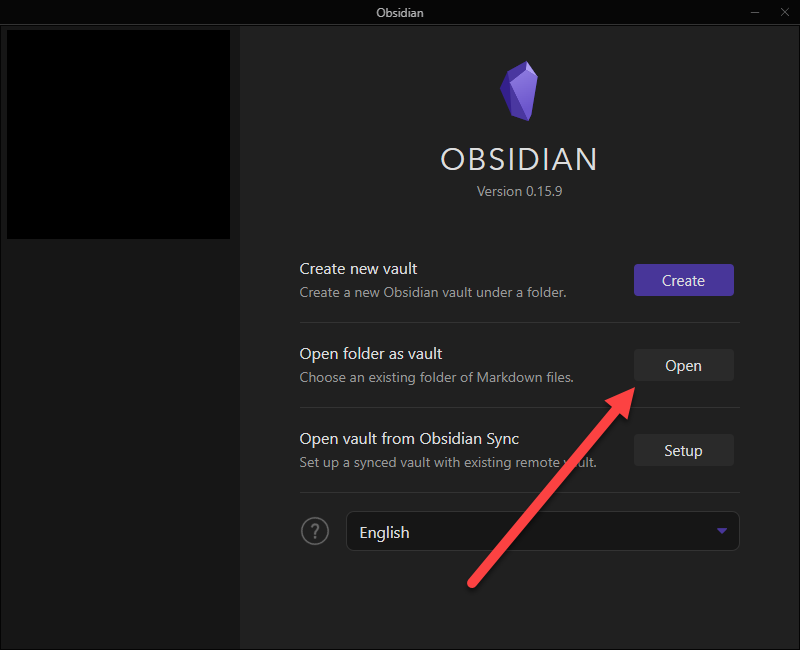 Obsidian
OBSIDIAN
Version 0.15.9
Create new vault
Create a new Obsidian vault under a folder.
Create
Open folder as vault
Choose an existing folder of Markdown files.
Open
Open vault from Obsidian Sync
Set up a synced vault with existing remote vault.
Setup
?
English